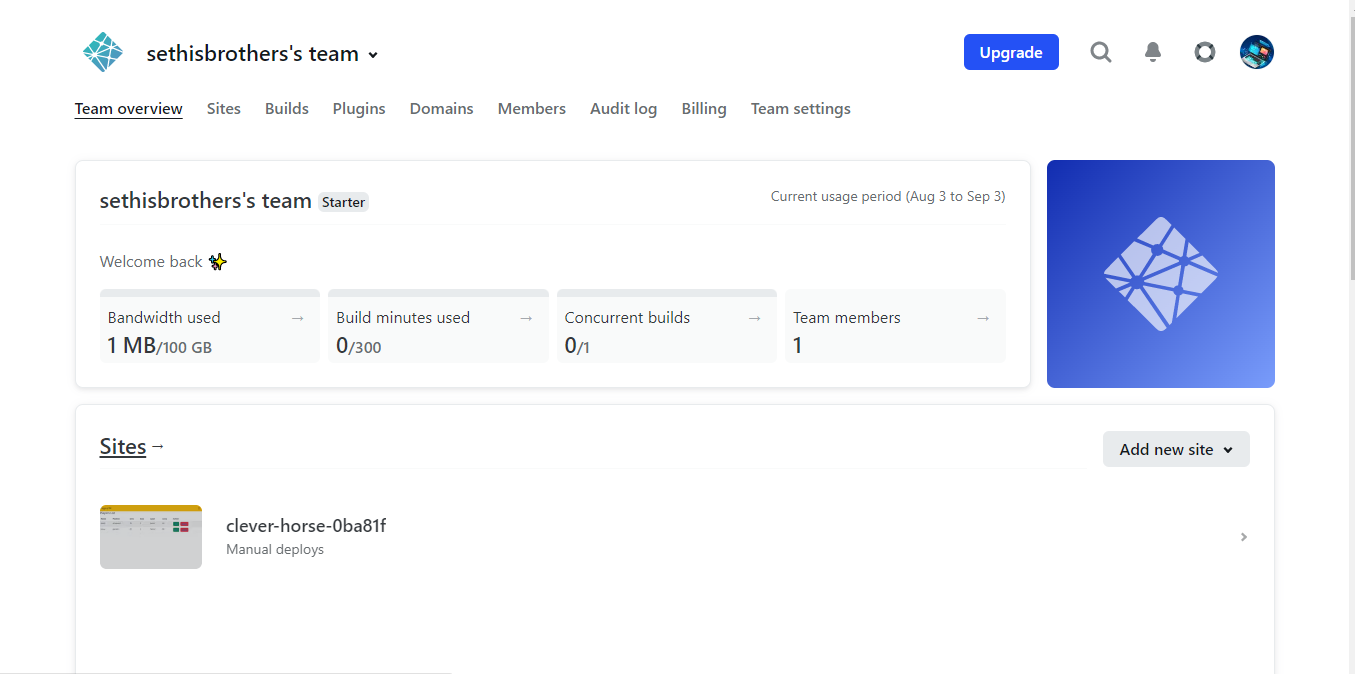 sethisbrothers's team
Upgrade
Team overview Sites Builds Plugins Domains Members Audit log Billing Team settings
sethisbrothers's team Starter
Current usage period (Aug 3 to Sep 3)
Welcome back ✨
Bandwidth used →
1 MB/100 GB
Build minutes used →
0/300
Concurrent builds →
0/1
Team members →
1
Sites →
Add new site
clever-horse-0ba81f
Manual deploys